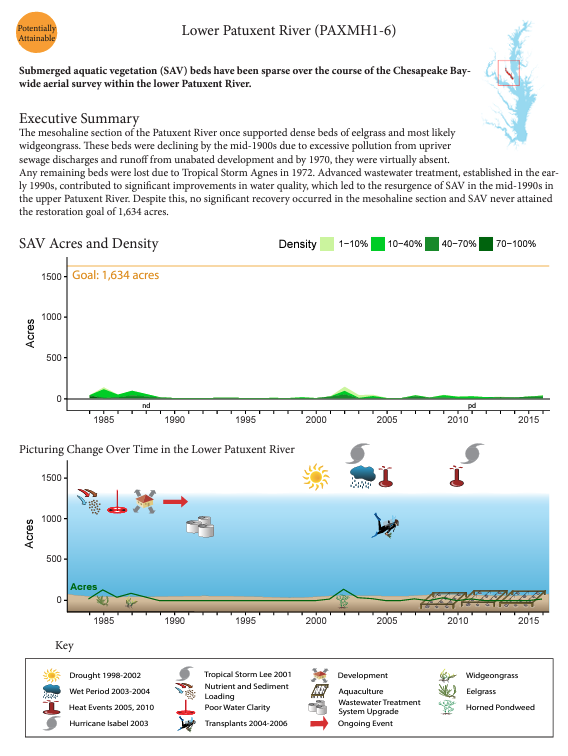 Potentially
Attainable
Lower Patuxent River (PAXMH1-6)
Submerged aquatic vegetation (SAV) beds have been sparse over the course of the Chesapeake Bay-
wide aerial survey within the lower Patuxent River.
Executive Summary
The mesohaline section of the Patuxent River once supported dense beds of eelgrass and most likely
widgeongrass. These beds were declining by the mid-1900s due to excessive pollution from upriver
sewage discharges and runoff from unabated development and by 1970, they were virtually absent.
Any remaining beds were lost due to Tropical Storm Agnes in 1972. Advanced wastewater treatment, established in the ear-
ly 1990s, contributed to significant improvements in water quality, which led to the resurgence of SAV in the mid-1990s in
the upper Patuxent River. Despite this, no significant recovery occurred in the mesohaline section and SAV never attained
the restoration goal of 1,634 acres.
SAV Acres and Density
Density 1-10% 10-40% 40-70% 70-100%
Goal: 1,634 acres
Acres
1500
1000
500
0
nd pd
1985 1990 1995 2000 2005 2010 2015
Picturing Change Over Time in the Lower Patuxent River
Acres
1500
1000
500
0
Acres
1985 1990 1995 2000 2005 2010 2015
Key
Drought 1998-2002
Wet Period 2003-2004
Heat Events 2005, 2010
Hurricane Isabel 2003
Tropical Storm Lee 2001
Nutrient and Sediment
Loading
Poor Water Clarity
Transplants 2004-2006
Development
Aquaculture
Wastewater Treatment
System Upgrade
Ongoing Event
Widgeongrass
Eelgrass
Horned Pondweed